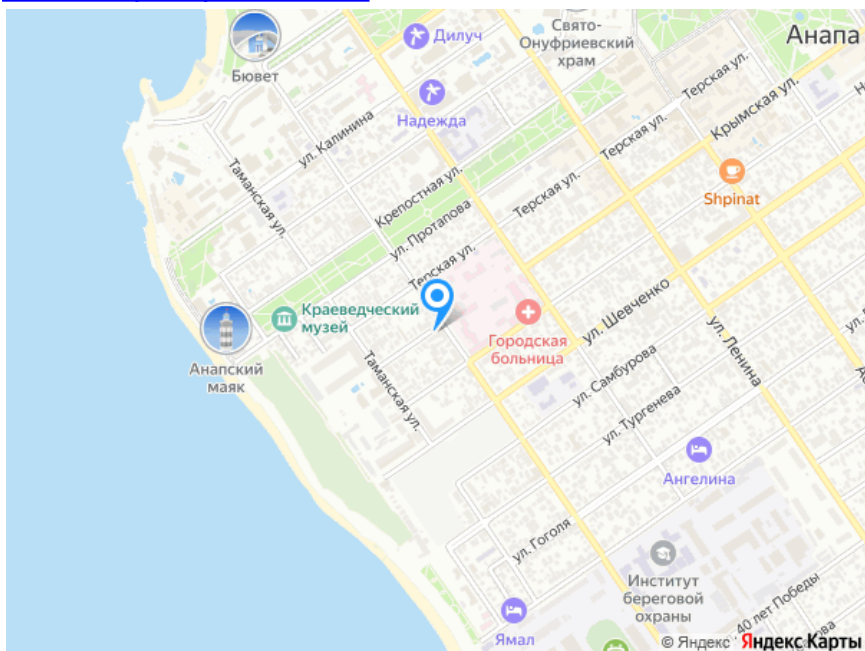 Свято-
Онуфриевский
храм
Анапа
Дилуч
Бювет
Надежда
ул. Калинина
Терская ул.
Крымская ул.
Терская ул.
Shpinat
Крепостная ул.
Терская ул.
Таманская ул.
ул. Протапова
Терская ул.
Краеведческий
музей
Городская
больница
ул. Шевченко
ул. Ленина
Анапский
маяк
Таманская ул.
ул. Самбурова
ул. Тургенева
Ангелина
ул. Гоголя
Институт
береговой
охраны
40 лет Победы
Ямал
© Яндекс Яндекс Карты